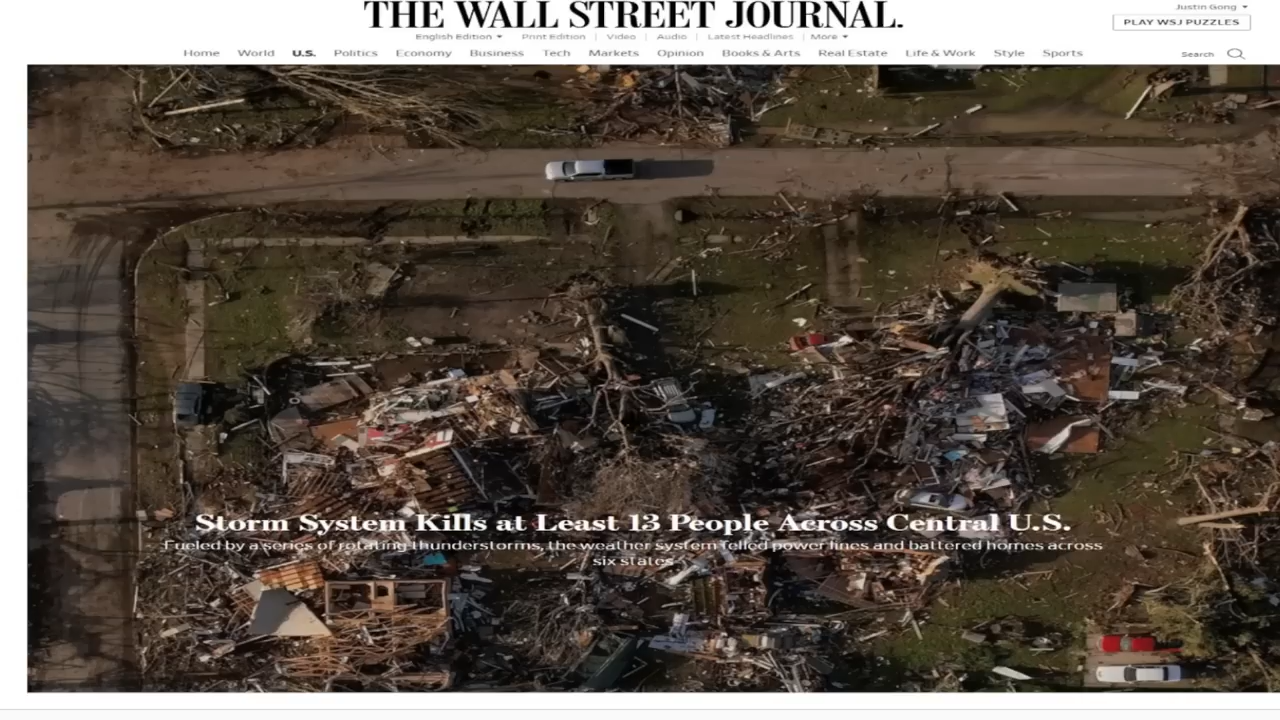 THE WALL STREET JOURNAL.
Justin Gong
PLAY WSJ PUZZLES
English Edition Print Edition Video Audio Latest Headlines More
Home World U.S. Politics Economy Business Tech Markets Opinion Books & Arts Real Estate Life & Work Style Sports Search
Storm System Kills at Least 13 People Across Central U.S.
Fueled by a series of rotating thunderstorms, the weather system felled power lines and battered homes across
six states